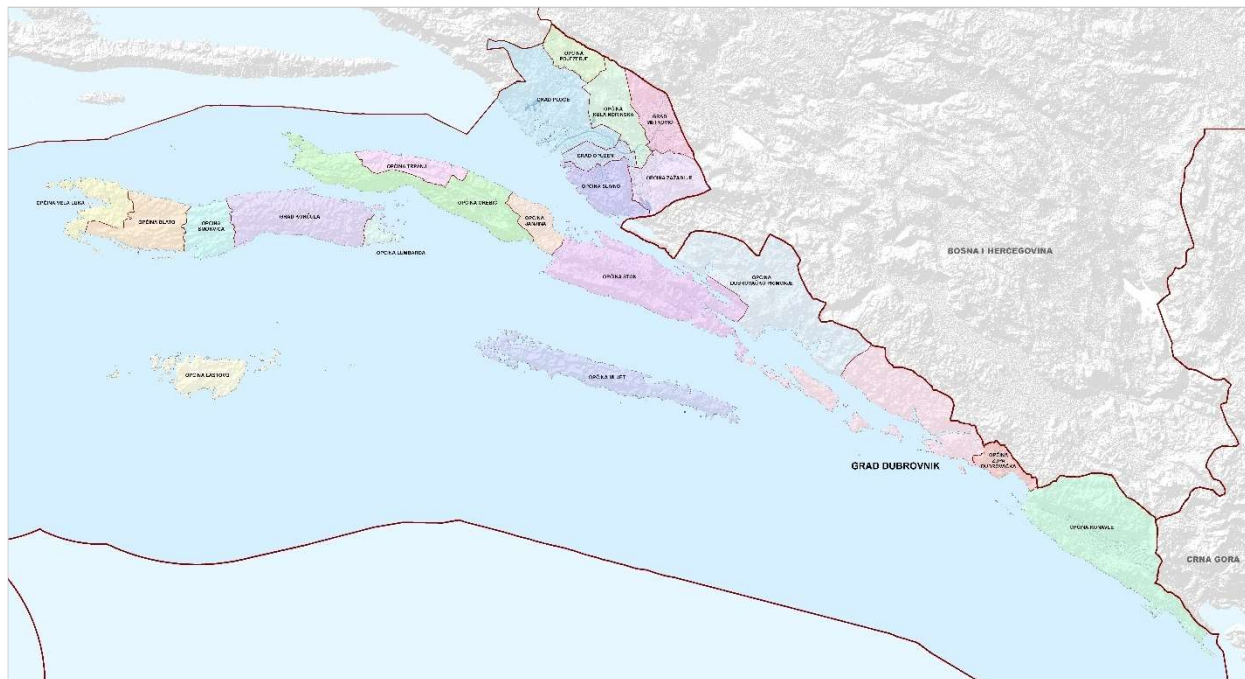 OPĆINA
POJEZERJE
GRAD PLOČE
OPĆINA
KULA NORINSKA
GRAD
METKOVIĆ
GRAD OPUZEN
OPĆINA TRPANJ
OPĆINA SLIVNO
OPĆINA ZAŽABLJE
OPĆINA VELA LUKA
OPĆINA BLATO
OPĆINA
SMOKVICA
GRAD KORČULA
OPĆINA OREBIĆ
OPĆINA
JANJINA
OPĆINA LUMBARDA
BOSNA I HERCEGOVINA
OPĆINA STON
OPĆINA
DUBROVAČKO PRIMORJE
OPĆINA LASTOVO
OPĆINA MLJET
GRAD DUBROVNIK
OPĆINA
ŽUPA
DUBROVAČKA
OPĆINA KONAVLE
CRNA GORA